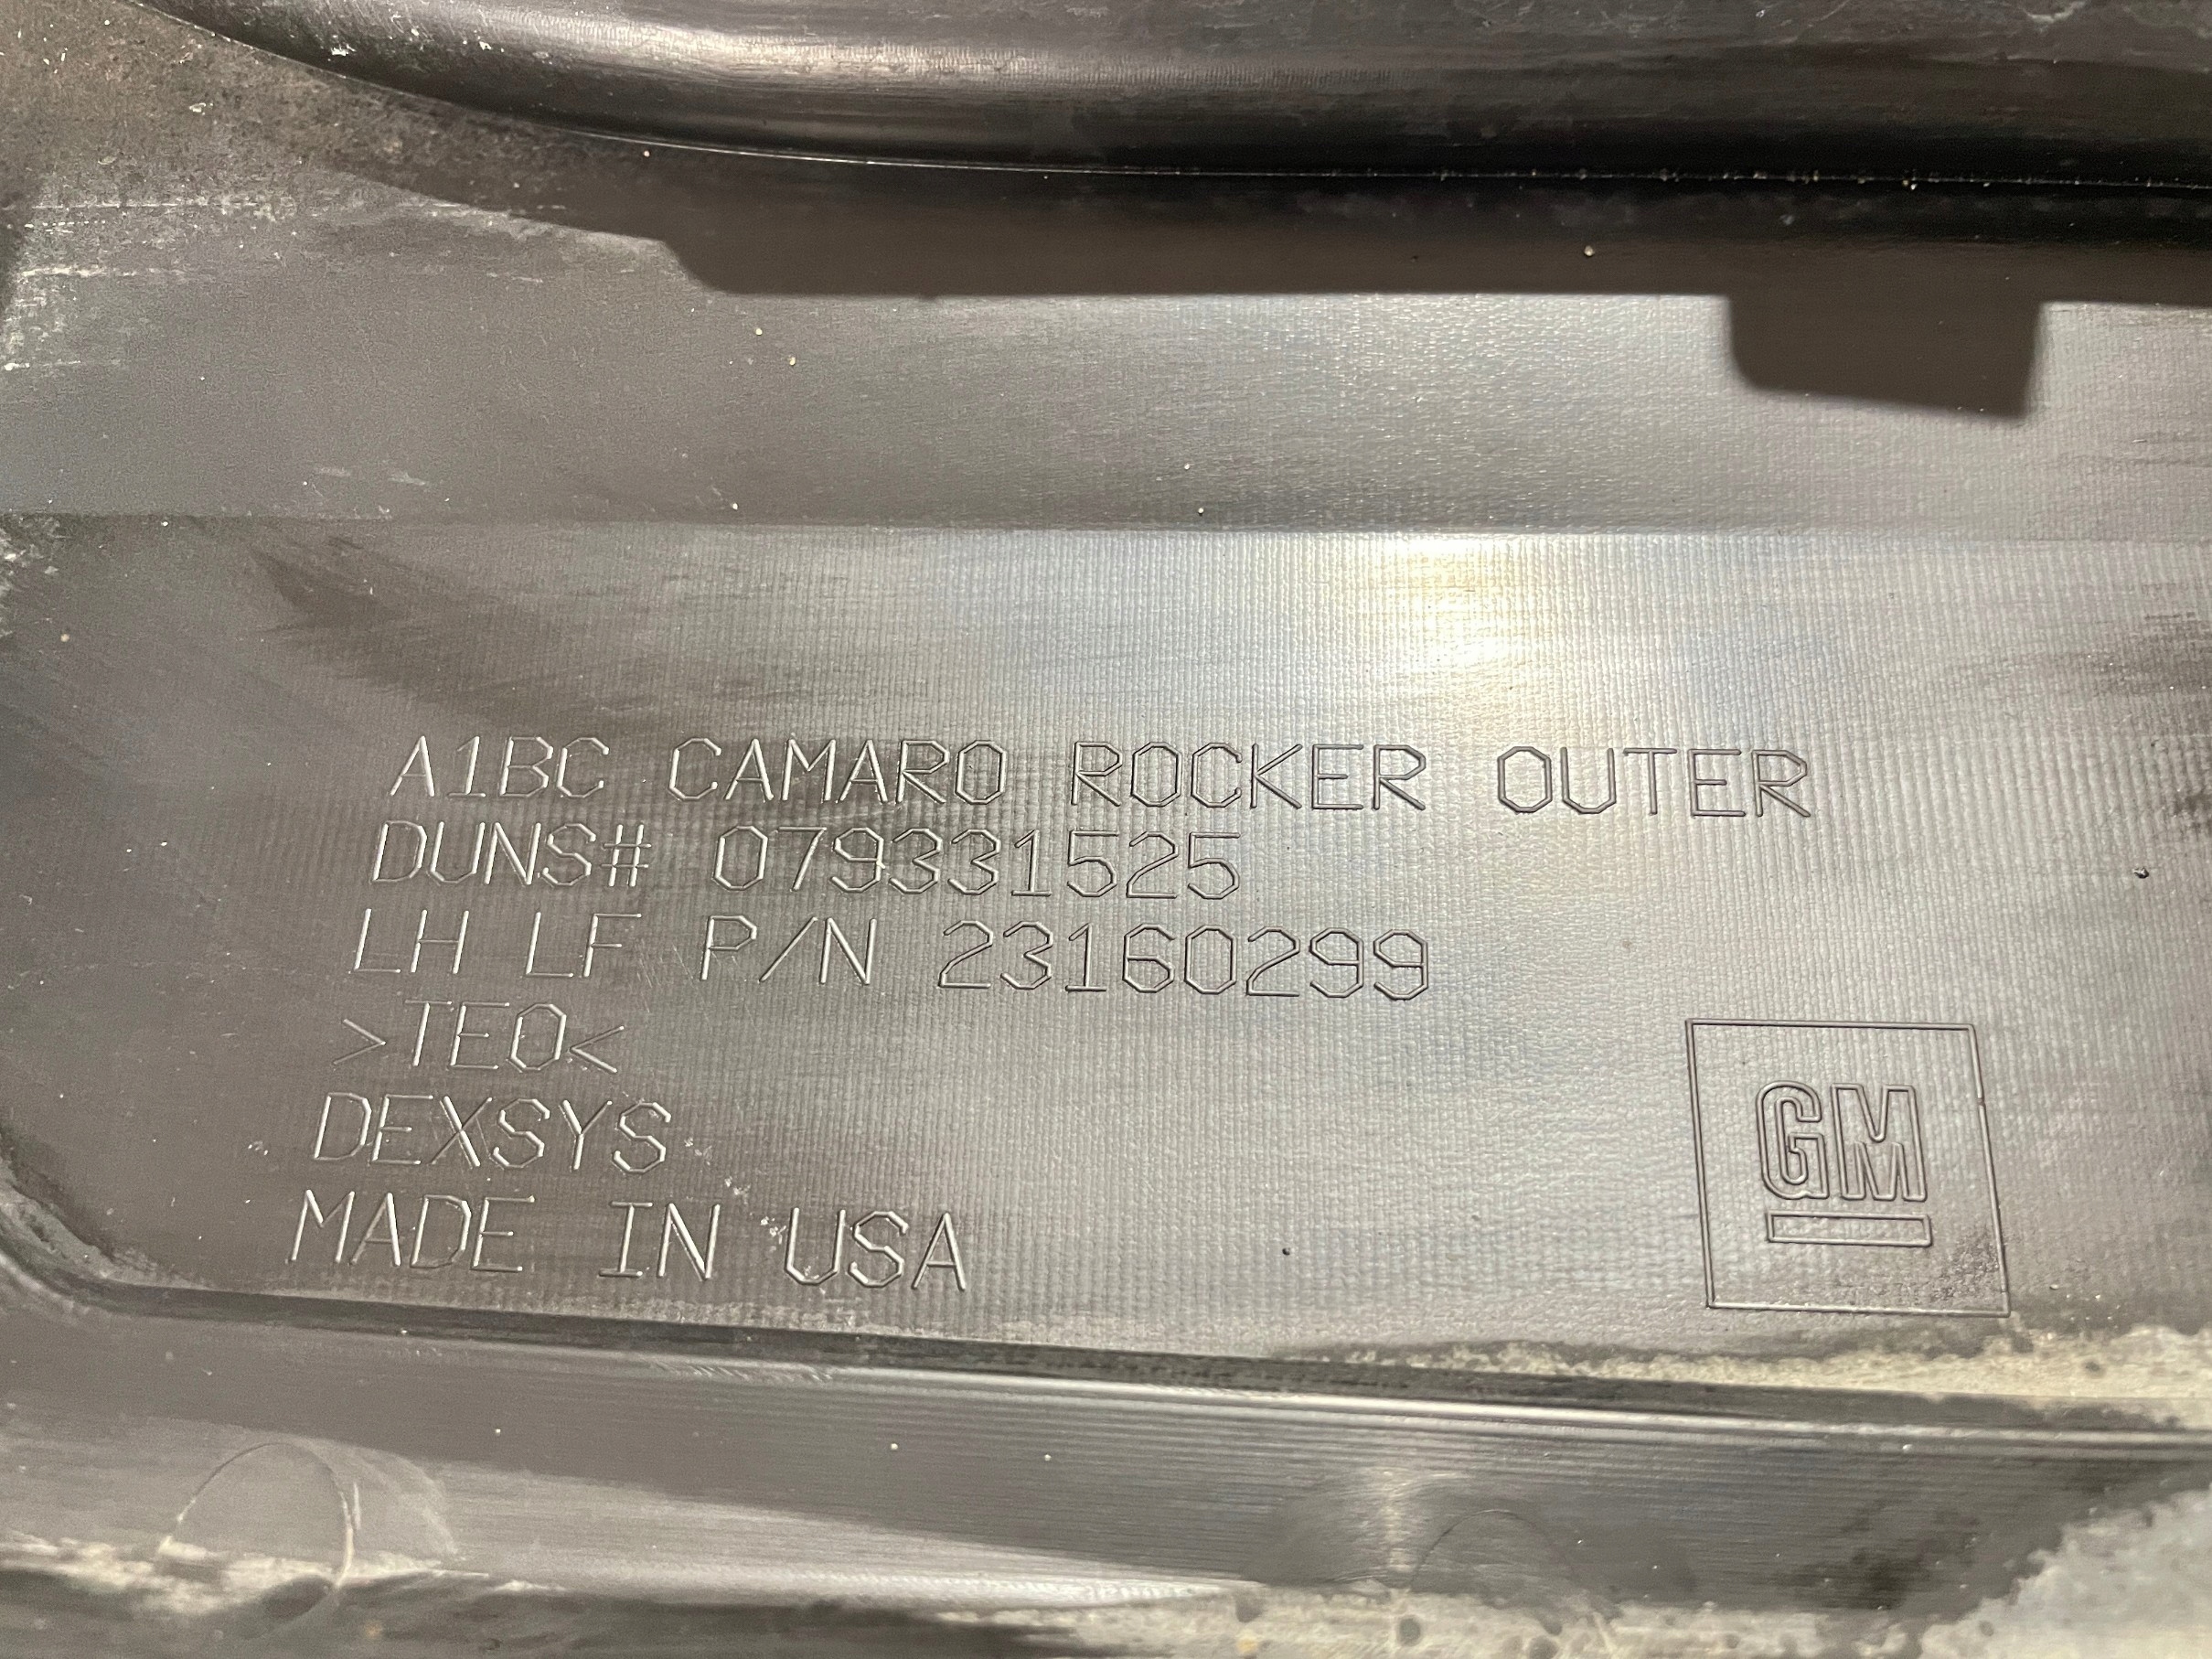 A1BC CAMARO ROCKER OUTER
DUNS# 079331525
LH LF P/N 23160299
>TEO<
DEXSYS
MADE IN USA
GM